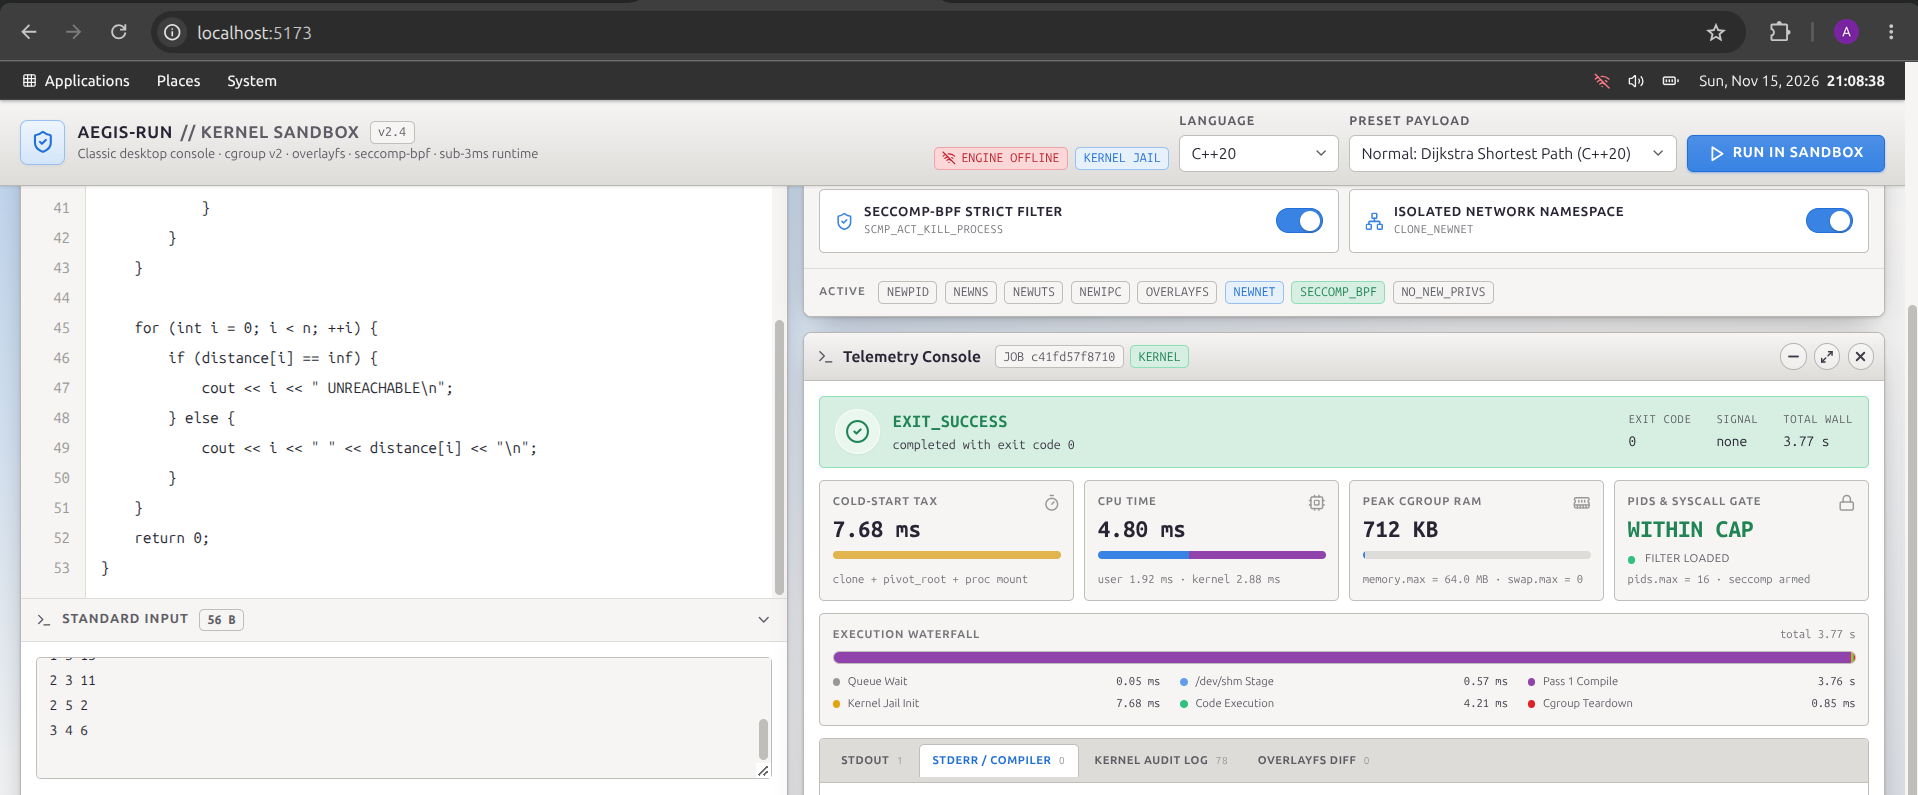 localhost:5173
A
Applications Places System
Sun, Nov 15, 2026 21:08:38
AEGIS-RUN // KERNEL SANDBOX v2.4
Classic desktop console · cgroup v2 · overlayfs · seccomp-bpf · sub-3ms runtime
ENGINE OFFLINE
KERNEL JAIL
LANGUAGE
C++20
PRESET PAYLOAD
Normal: Dijkstra Shortest Path (C++20)
RUN IN SANDBOX
41 }
42 }
43 }
44
45 for (int i = 0; i < n; ++i) {
46 if (distance[i] == inf) {
47 cout << i << " UNREACHABLE\n";
48 } else {
49 cout << i << " " << distance[i] << "\n";
50 }
51 }
52 return 0;
53 }
STANDARD INPUT 56 B
2 3 11
2 5 2
3 4 6
SECCOMP-BPF STRICT FILTER
SCMP_ACT_KILL_PROCESS
ISOLATED NETWORK NAMESPACE
CLONE_NEWNET
ACTIVE NEWPID NEWNS NEWUTS NEWIPC OVERLAYFS NEWNET SECCOMP_BPF NO_NEW_PRIVS
Telemetry Console JOB c41fd57f8710 KERNEL
EXIT_SUCCESS
completed with exit code 0
EXIT CODE
0
SIGNAL
none
TOTAL WALL
3.77 s
COLD-START TAX
7.68 ms
clone + pivot_root + proc mount
CPU TIME
4.80 ms
user 1.92 ms · kernel 2.88 ms
PEAK CGROUP RAM
712 KB
memory.max = 64.0 MB · swap.max = 0
PIDS & SYSCALL GATE
WITHIN CAP
FILTER LOADED
pids.max = 16 · seccomp armed
EXECUTION WATERFALL total 3.77 s
Queue Wait 0.05 ms /dev/shm Stage 0.57 ms Pass 1 Compile 3.76 s
Kernel Jail Init 7.68 ms Code Execution 4.21 ms Cgroup Teardown 0.85 ms
STDOUT 1 STDERR / COMPILER 0 KERNEL AUDIT LOG 78 OVERLAYFS DIFF 0